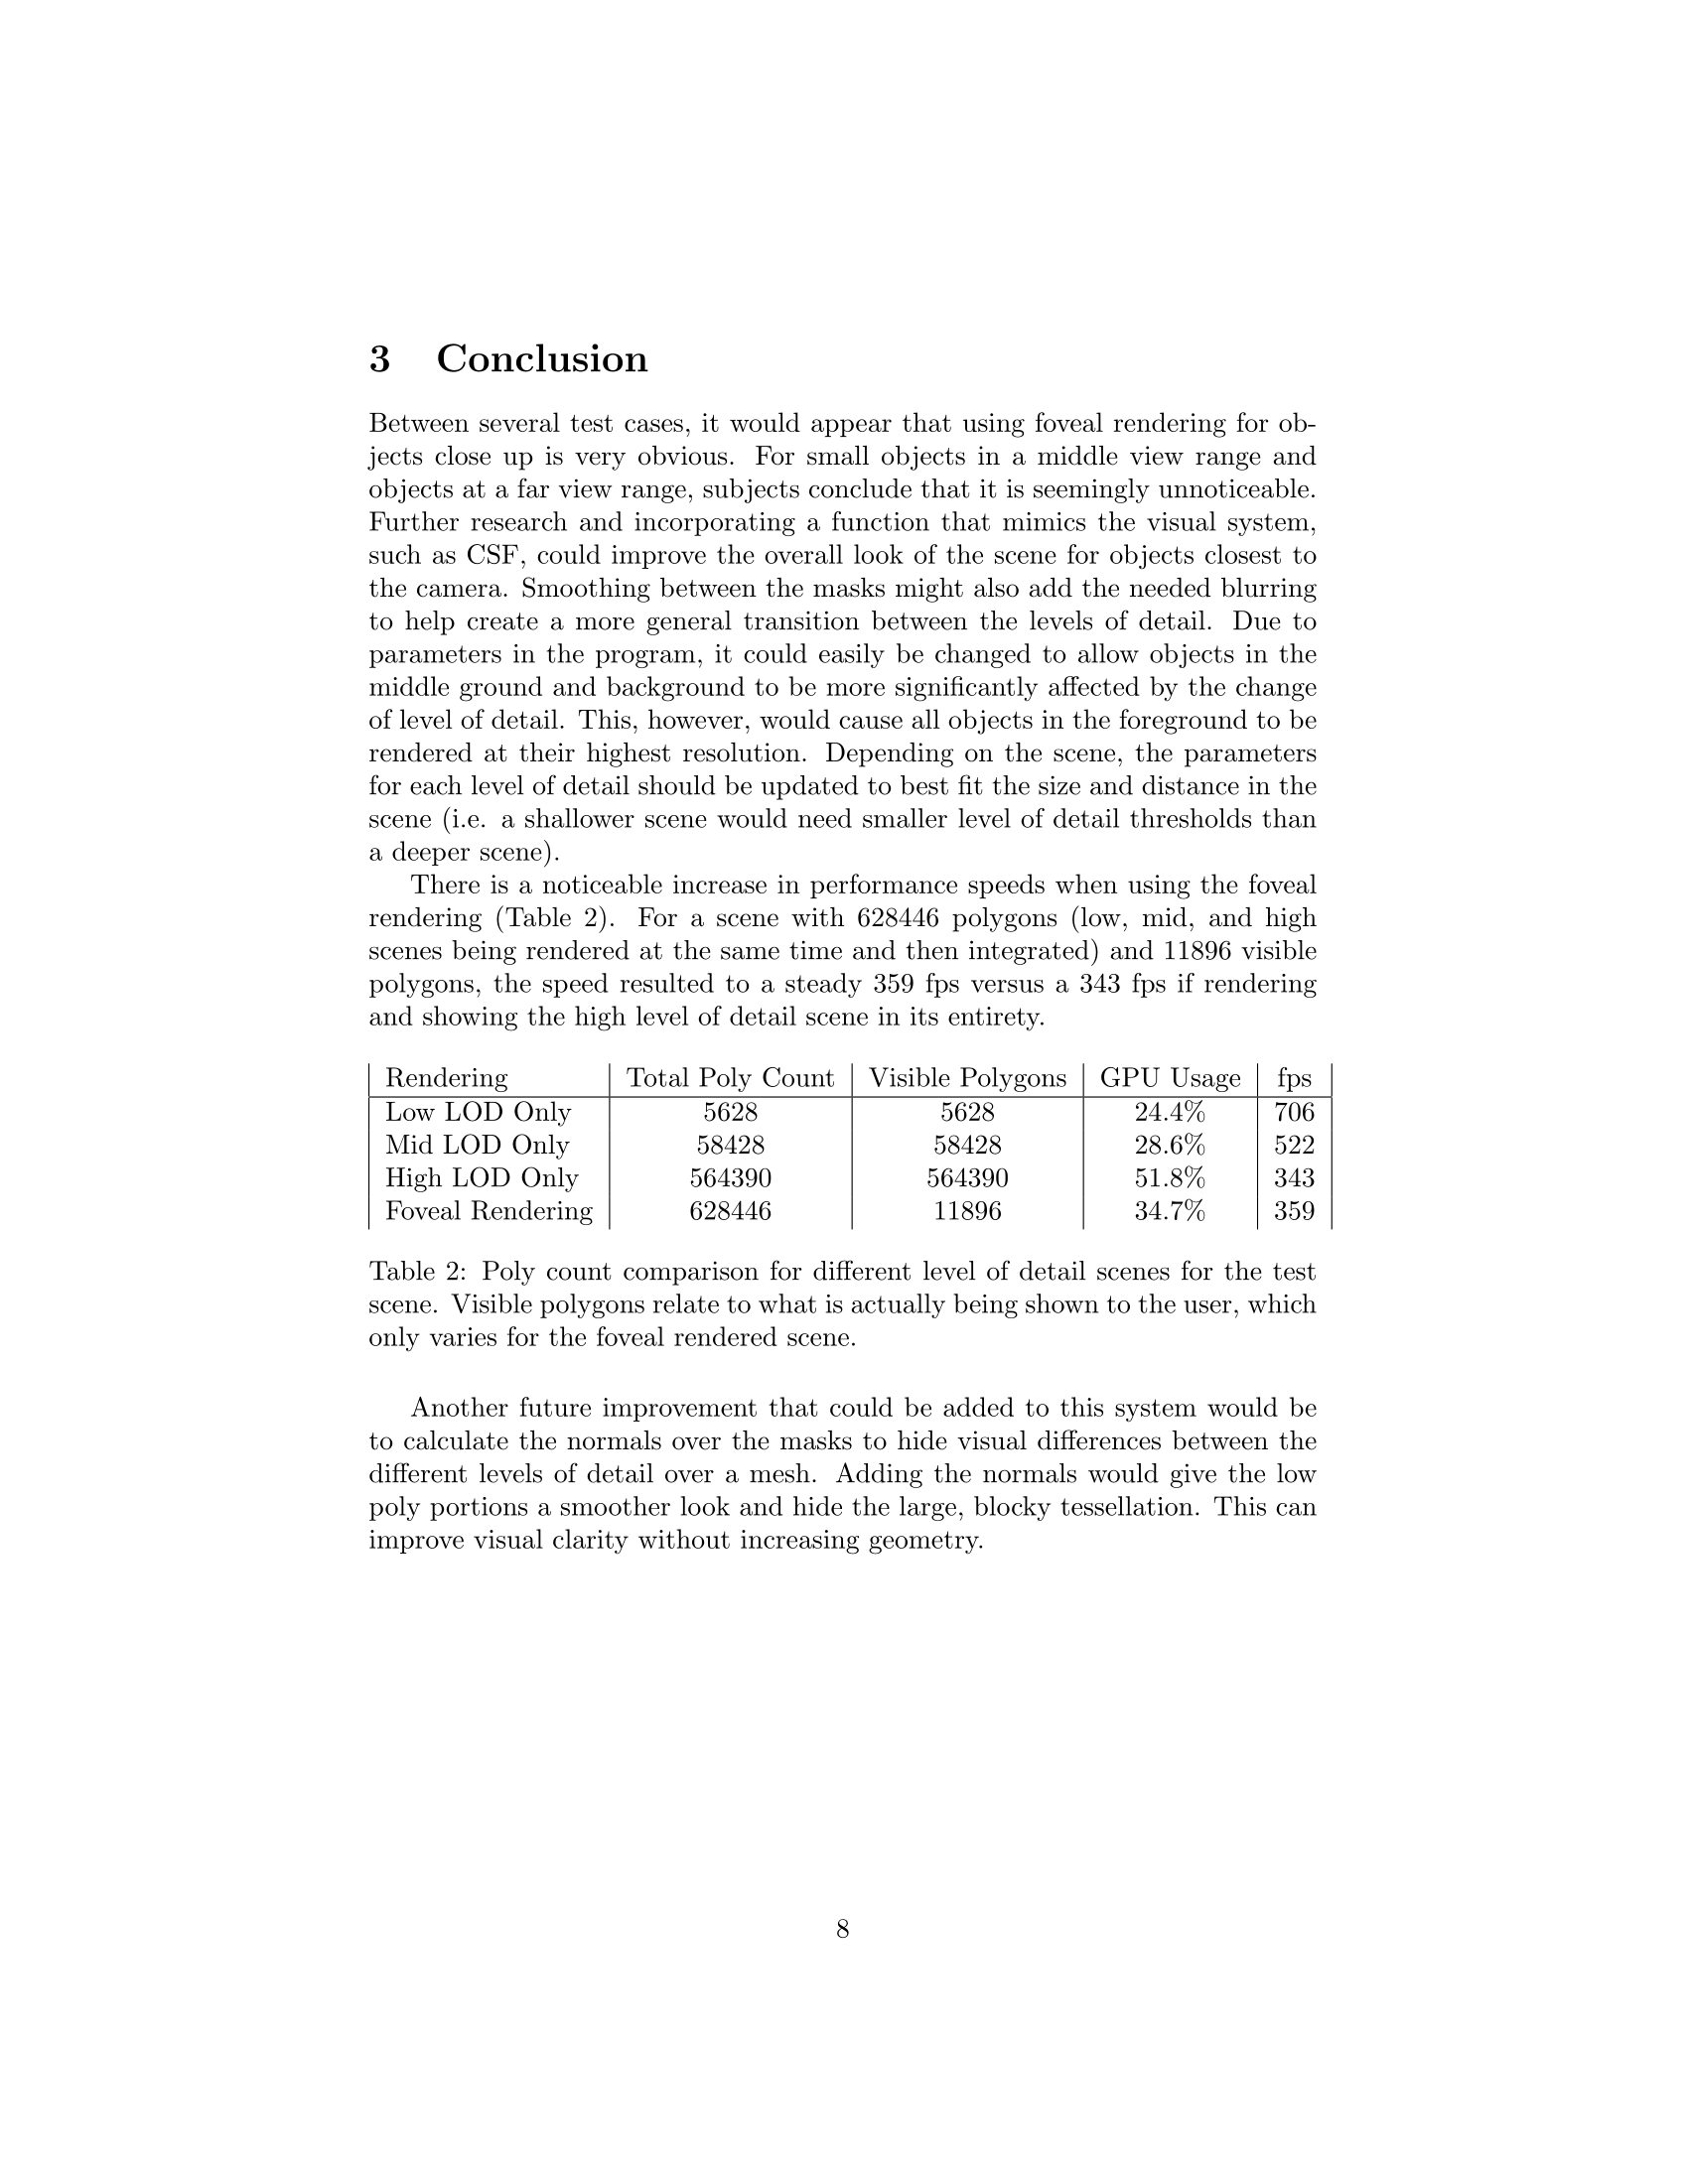 3 Conclusion
Between several test cases, it would appear that using foveal rendering for ob-
jects close up is very obvious. For small objects in a middle view range and
objects at a far view range, subjects conclude that it is seemingly unnoticeable.
Further research and incorporating a function that mimics the visual system,
such as CSF, could improve the overall look of the scene for objects closest to
the camera. Smoothing between the masks might also add the needed blurring
to help create a more general transition between the levels of detail. Due to
parameters in the program, it could easily be changed to allow objects in the
middle ground and background to be more significantly affected by the change
of level of detail. This, however, would cause all objects in the foreground to be
rendered at their highest resolution. Depending on the scene, the parameters
for each level of detail should be updated to best fit the size and distance in the
scene (i.e. a shallower scene would need smaller level of detail thresholds than
a deeper scene).
There is a noticeable increase in performance speeds when using the foveal
rendering (Table 2). For a scene with 628446 polygons (low, mid, and high
scenes being rendered at the same time and then integrated) and 11896 visible
polygons, the speed resulted to a steady 359 fps versus a 343 fps if rendering
and showing the high level of detail scene in its entirety.
Rendering Total Poly Count Visible Polygons GPU Usage fps
Low LOD Only 5628 5628 24.4% 706
Mid LOD Only 58428 58428 28.6% 522
High LOD Only 564390 564390 51.8% 343
Foveal Rendering 628446 11896 34.7% 359
Table 2: Poly count comparison for different level of detail scenes for the test
scene. Visible polygons relate to what is actually being shown to the user, which
only varies for the foveal rendered scene.
Another future improvement that could be added to this system would be
to calculate the normals over the masks to hide visual differences between the
different levels of detail over a mesh. Adding the normals would give the low
poly portions a smoother look and hide the large, blocky tessellation. This can
improve visual clarity without increasing geometry.
8